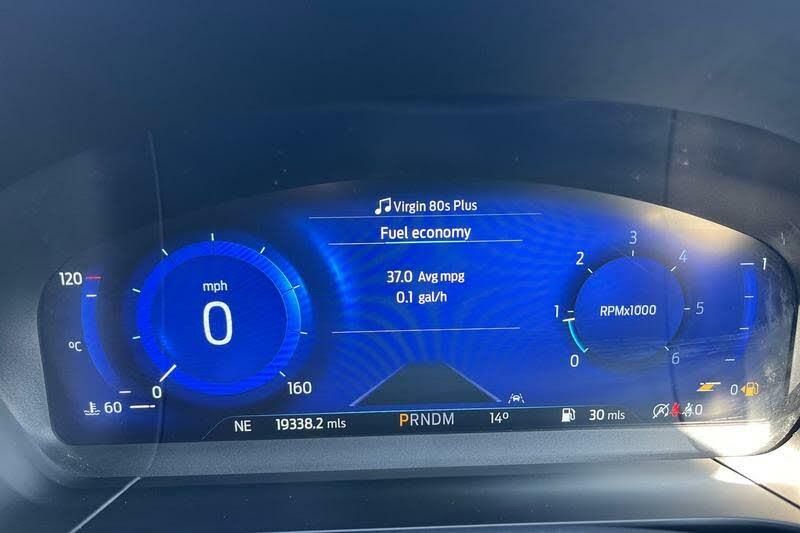 Virgin 80s Plus
Fuel economy
37.0 Avg mpg
0.1 gal/h
120
°C
60
mph
0
0
160
0
1
2
3
4
5
6
RPMx1000
1
0
NE 19338.2 mls PRNDM 14° 30 mls